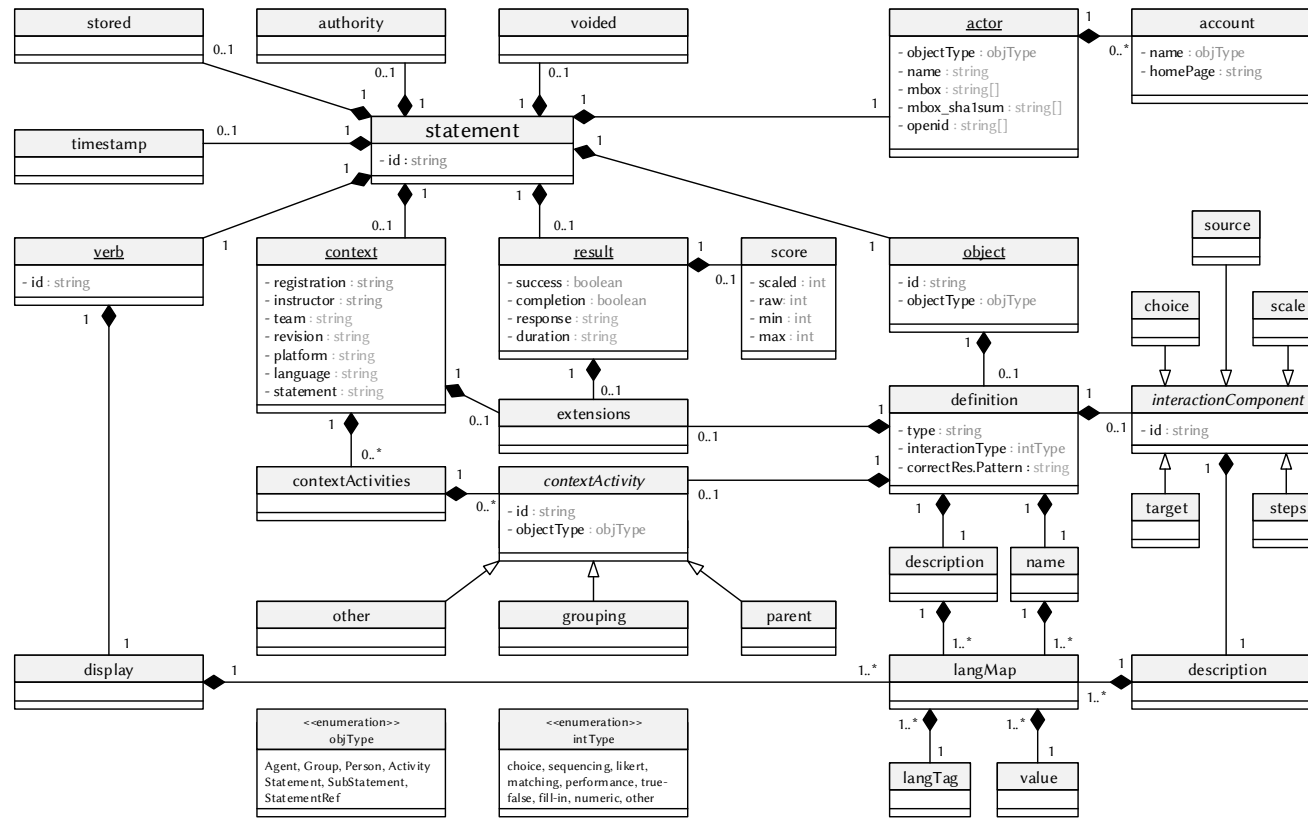 stored
authority
voided
actor
- objectType : objType
- name : string
- mbox : string[]
- mbox_sha1sum : string[]
- openid : string[]
1
0..*
account
- name : objType
- homePage : string
0..1
1
0..1
1
0..1
1
1
1
timestamp
0..1
1
statement
- id : string
1
1
1
1
1
0..1
0..1
1
verb
- id : string
context
- registration : string
- instructor : string
- team : string
- revision : string
- platform : string
- language : string
- statement : string
result
- success : boolean
- completion : boolean
- response : string
- duration : string
1
0..1
score
- scaled : int
- raw: int
- min : int
- max : int
object
- id : string
- objectType : objType
source
choice
scale
1
1
0..1
1
0..1
1
0..1
extensions
1
0..1
definition
- type : string
- interactionType : intType
- correctRes.Pattern : string
1
0..1
interactionComponent
- id : string
1
0..*
contextActivities
1
0..*
contextActivity
- id : string
- objectType : objType
1
0..1
1
target
steps
1
1
1
1
description
name
other
grouping
parent
1
1..*
1
1..*
1
1
display
1
1..*
langMap
1
1..*
description
<<enumeration>>
objType
Agent, Group, Person, Activity
Statement, SubStatement,
StatementRef
<<enumeration>>
intType
choice, sequencing, likert,
matching, performance, true-
false, fill-in, numeric, other
1..*
1
1..*
1
langTag
value